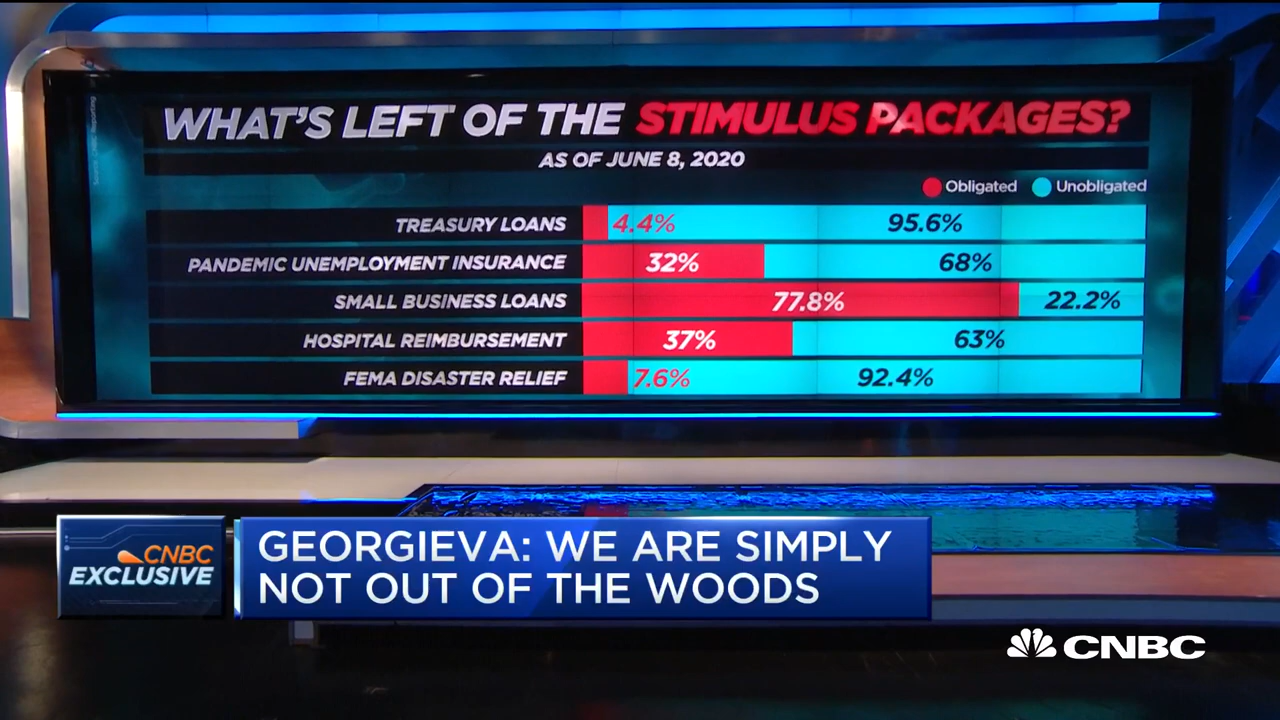 WHAT'S LEFT OF THE STIMULUS PACKAGES?
AS OF JUNE 8, 2020
Obligated Unobligated
TREASURY LOANS 4.4% 95.6%
PANDEMIC UNEMPLOYMENT INSURANCE 32% 68%
SMALL BUSINESS LOANS 77.8% 22.2%
HOSPITAL REIMBURSEMENT 37% 63%
FEMA DISASTER RELIEF 7.6% 92.4%
CNBC
EXCLUSIVE
GEORGIEVA: WE ARE SIMPLY
NOT OUT OF THE WOODS
CNBC